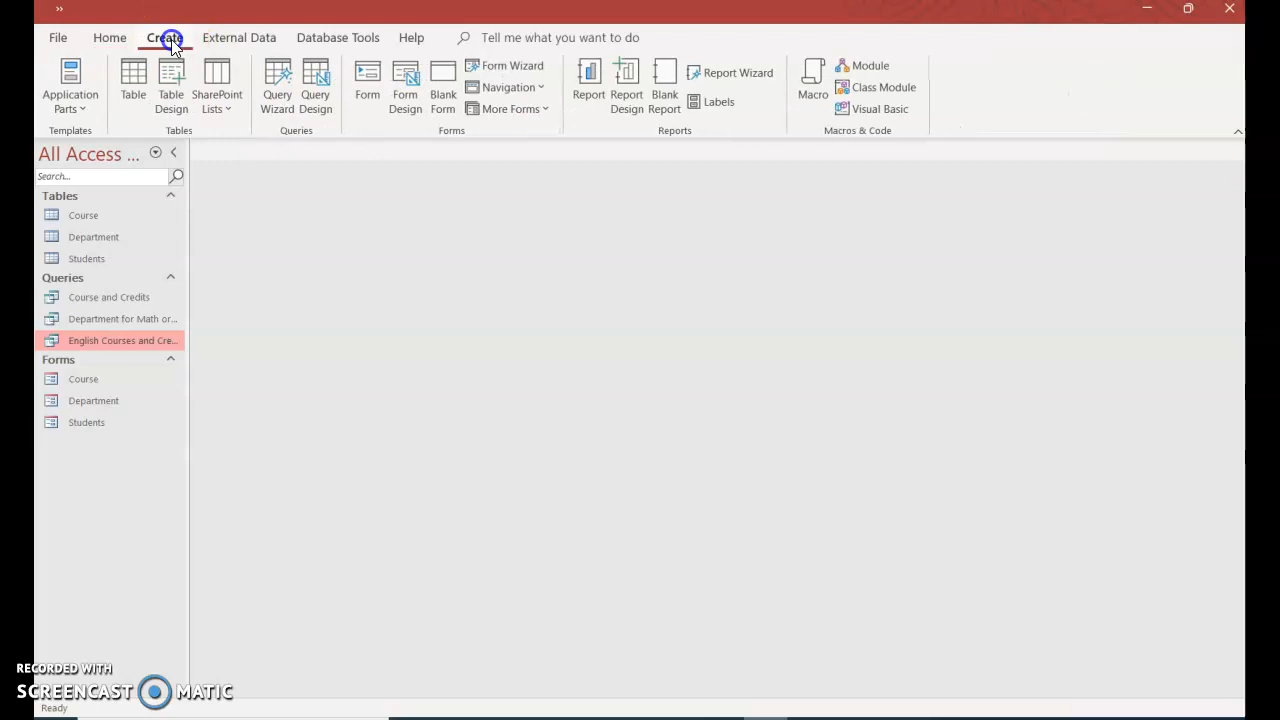 File Home Create External Data Database Tools Help Tell me what you want to do
Application Parts
Table
Table Design
SharePoint Lists
Query Wizard
Query Design
Form
Form Design
Blank Form
Form Wizard
Navigation
More Forms
Report
Report Design
Blank Report
Report Wizard
Labels
Macro
Module
Class Module
Visual Basic
Templates Tables Queries Forms Reports Macros & Code
All Access ...
Search...
Tables
Course
Department
Students
Queries
Course and Credits
Department for Math or...
English Courses and Cre...
Forms
Course
Department
Students
RECORDED WITH
SCREENCAST MATIC
Ready